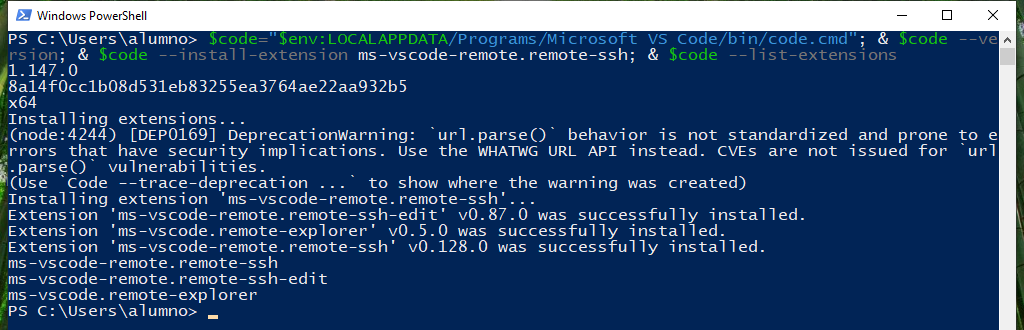 Windows PowerShell
PS C:\Users\alumno> $code="$env:LOCALAPPDATA/Programs/Microsoft VS Code/bin/code.cmd"; & $code --ve
rsion; & $code --install-extension ms-vscode-remote.remote-ssh; & $code --list-extensions
1.147.0
8a14f0cc1b08d531eb83255ea3764ae22aa932b5
x64
Installing extensions...
(node:4244) [DEP0169] DeprecationWarning: `url.parse()` behavior is not standardized and prone to e
rrors that have security implications. Use the WHATWG URL API instead. CVEs are not issued for `url
.parse()` vulnerabilities.
(Use `Code --trace-deprecation ...` to show where the warning was created)
Installing extension 'ms-vscode-remote.remote-ssh'...
Extension 'ms-vscode-remote.remote-ssh-edit' v0.87.0 was successfully installed.
Extension 'ms-vscode.remote-explorer' v0.5.0 was successfully installed.
Extension 'ms-vscode-remote.remote-ssh' v0.128.0 was successfully installed.
ms-vscode-remote.remote-ssh
ms-vscode-remote.remote-ssh-edit
ms-vscode.remote-explorer
PS C:\Users\alumno>